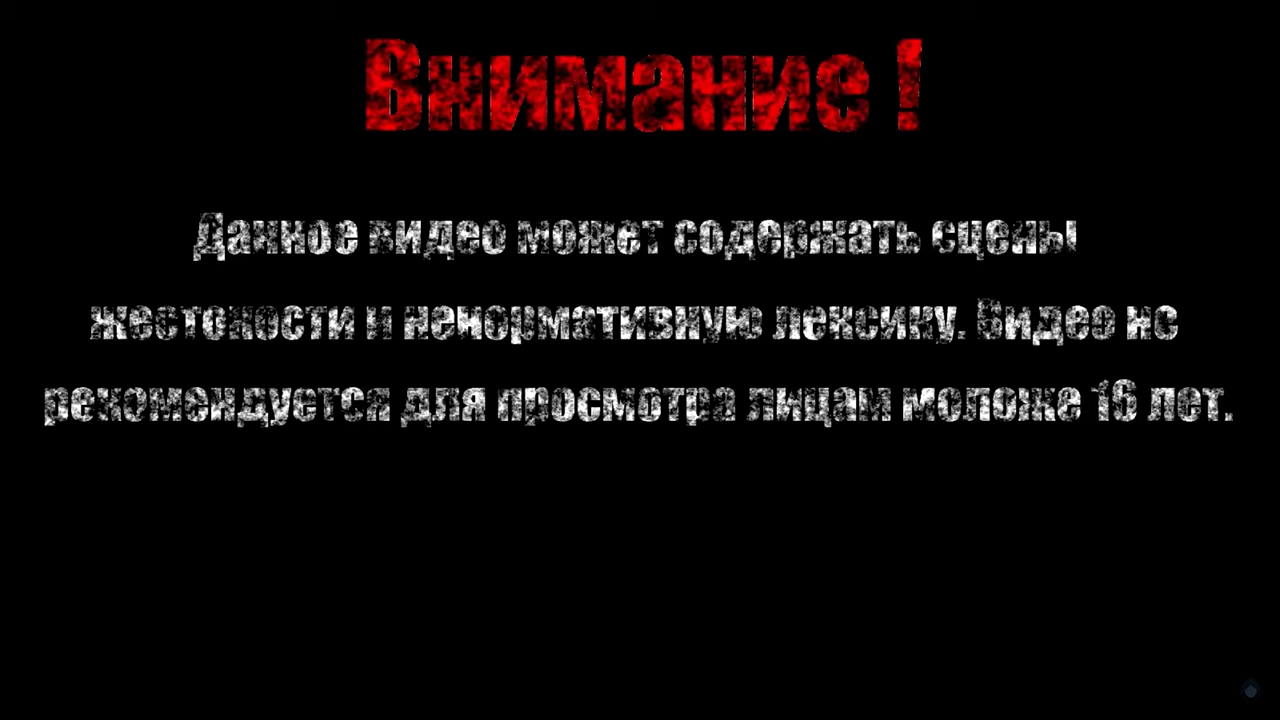 Внимание !
Данное видео может содержать сцены
жестокости и ненормативную лексику. Видео не
рекомендуется для просмотра лицам моложе 16 лет.